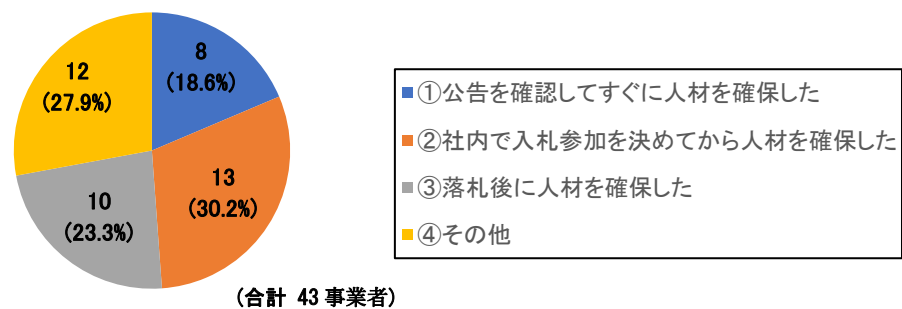 8
(18.6%)
13
(30.2%)
10
(23.3%)
12
(27.9%)
①公告を確認してすぐに人材を確保した
②社内で入札参加を決めてから人材を確保した
③落札後に人材を確保した
④その他
(合計 43 事業者)